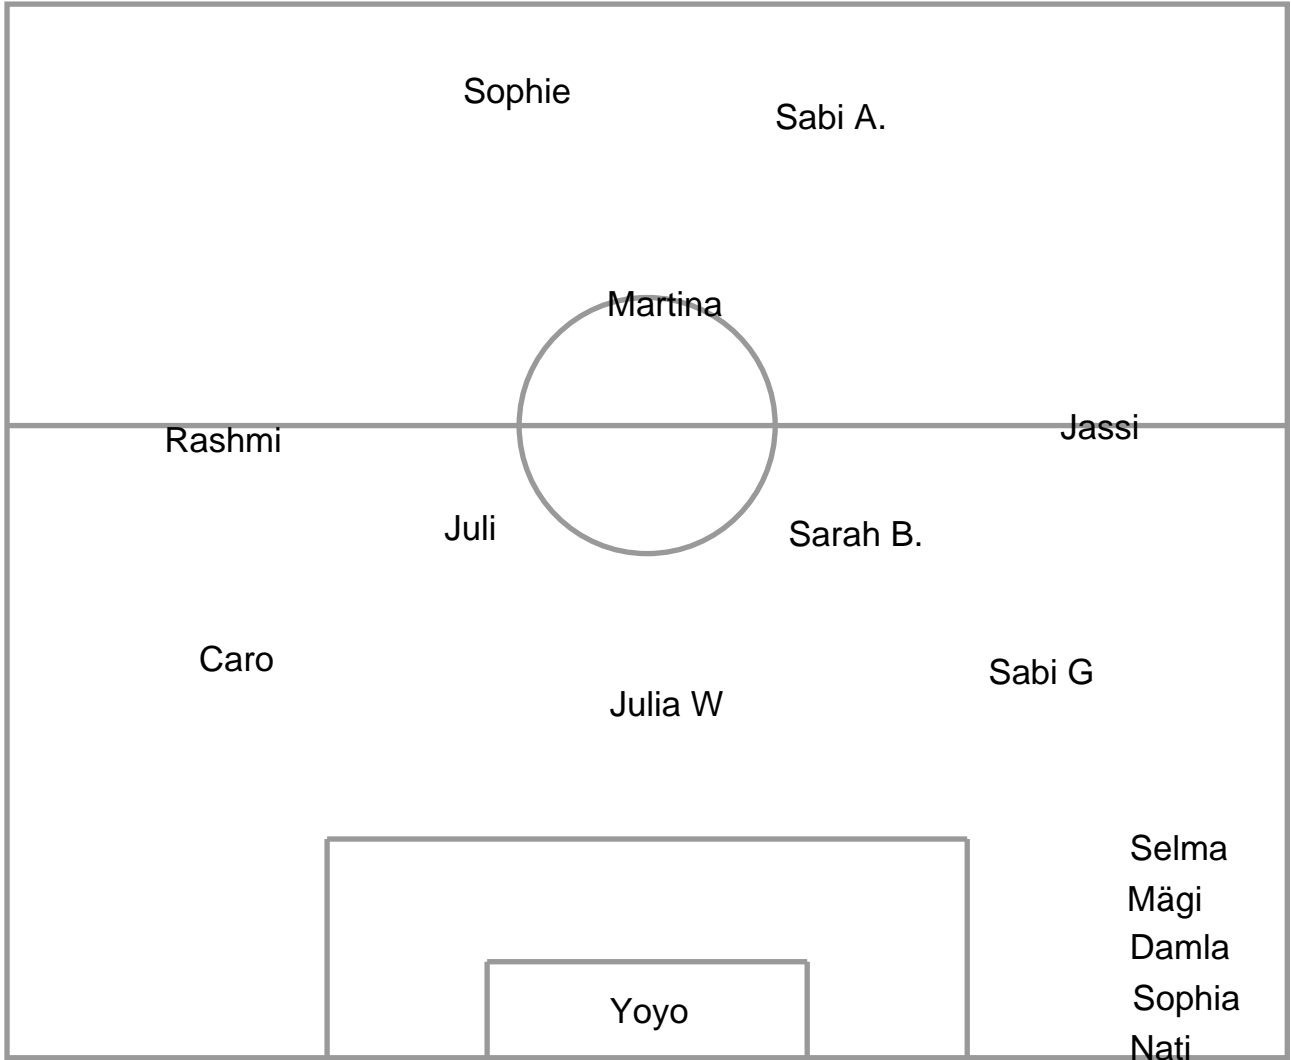 Sophie
Sabi A.
Martina
Rashmi
Jassi
Juli
Sarah B.
Caro
Sabi G
Julia W
Selma
Mägi
Damla
Sophia
Yoyo
Nati